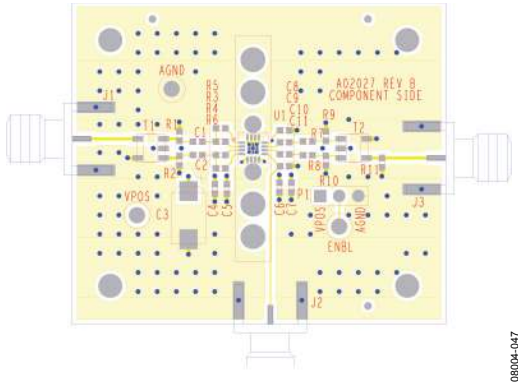 AGND
R5
R3
R4
R6
C8
C9
C10
C11
A02027 REV B
COMPONENT SIDE
J1
T1
R1
C1
U1
R9
R7
T2
R2
C2
R8
R11
VPOS
C3
C4
C5
C6
C7
R10
P1
VPOS
AGND
ENBL
J3
J2
08004-047